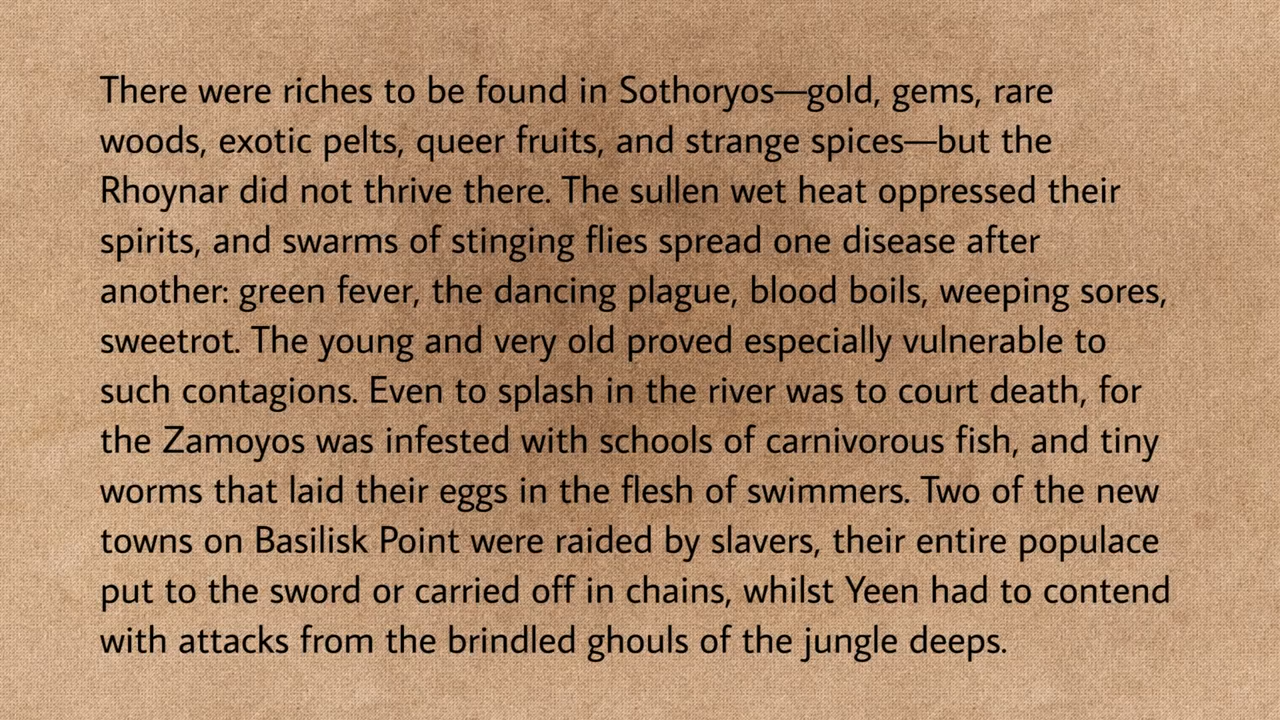 There were riches to be found in Sothoryos—gold, gems, rare
woods, exotic pelts, queer fruits, and strange spices—but the
Rhoynar did not thrive there. The sullen wet heat oppressed their
spirits, and swarms of stinging flies spread one disease after
another: green fever, the dancing plague, blood boils, weeping sores,
sweetrot. The young and very old proved especially vulnerable to
such contagions. Even to splash in the river was to court death, for
the Zamoyos was infested with schools of carnivorous fish, and tiny
worms that laid their eggs in the flesh of swimmers. Two of the new
towns on Basilisk Point were raided by slavers, their entire populace
put to the sword or carried off in chains, whilst Yeen had to contend
with attacks from the brindled ghouls of the jungle deeps.